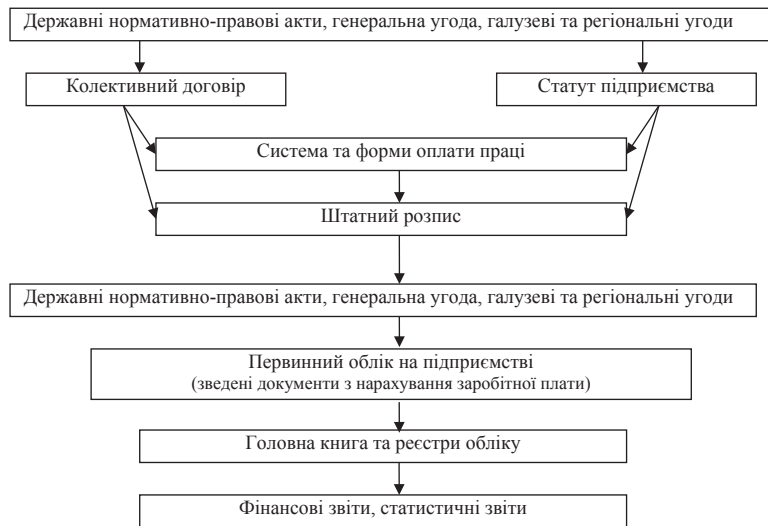 Державні нормативно-правові акти, генеральна угода, галузеві та регіональні угоди
Колективний договір
Статут підприємства
Система та форми оплати праці
Штатний розпис
Державні нормативно-правові акти, генеральна угода, галузеві та регіональні угоди
Первинний облік на підприємстві
(зведені документи з нарахування заробітної плати)
Головна книга та реєстри обліку
Фінансові звіти, статистичні звіти